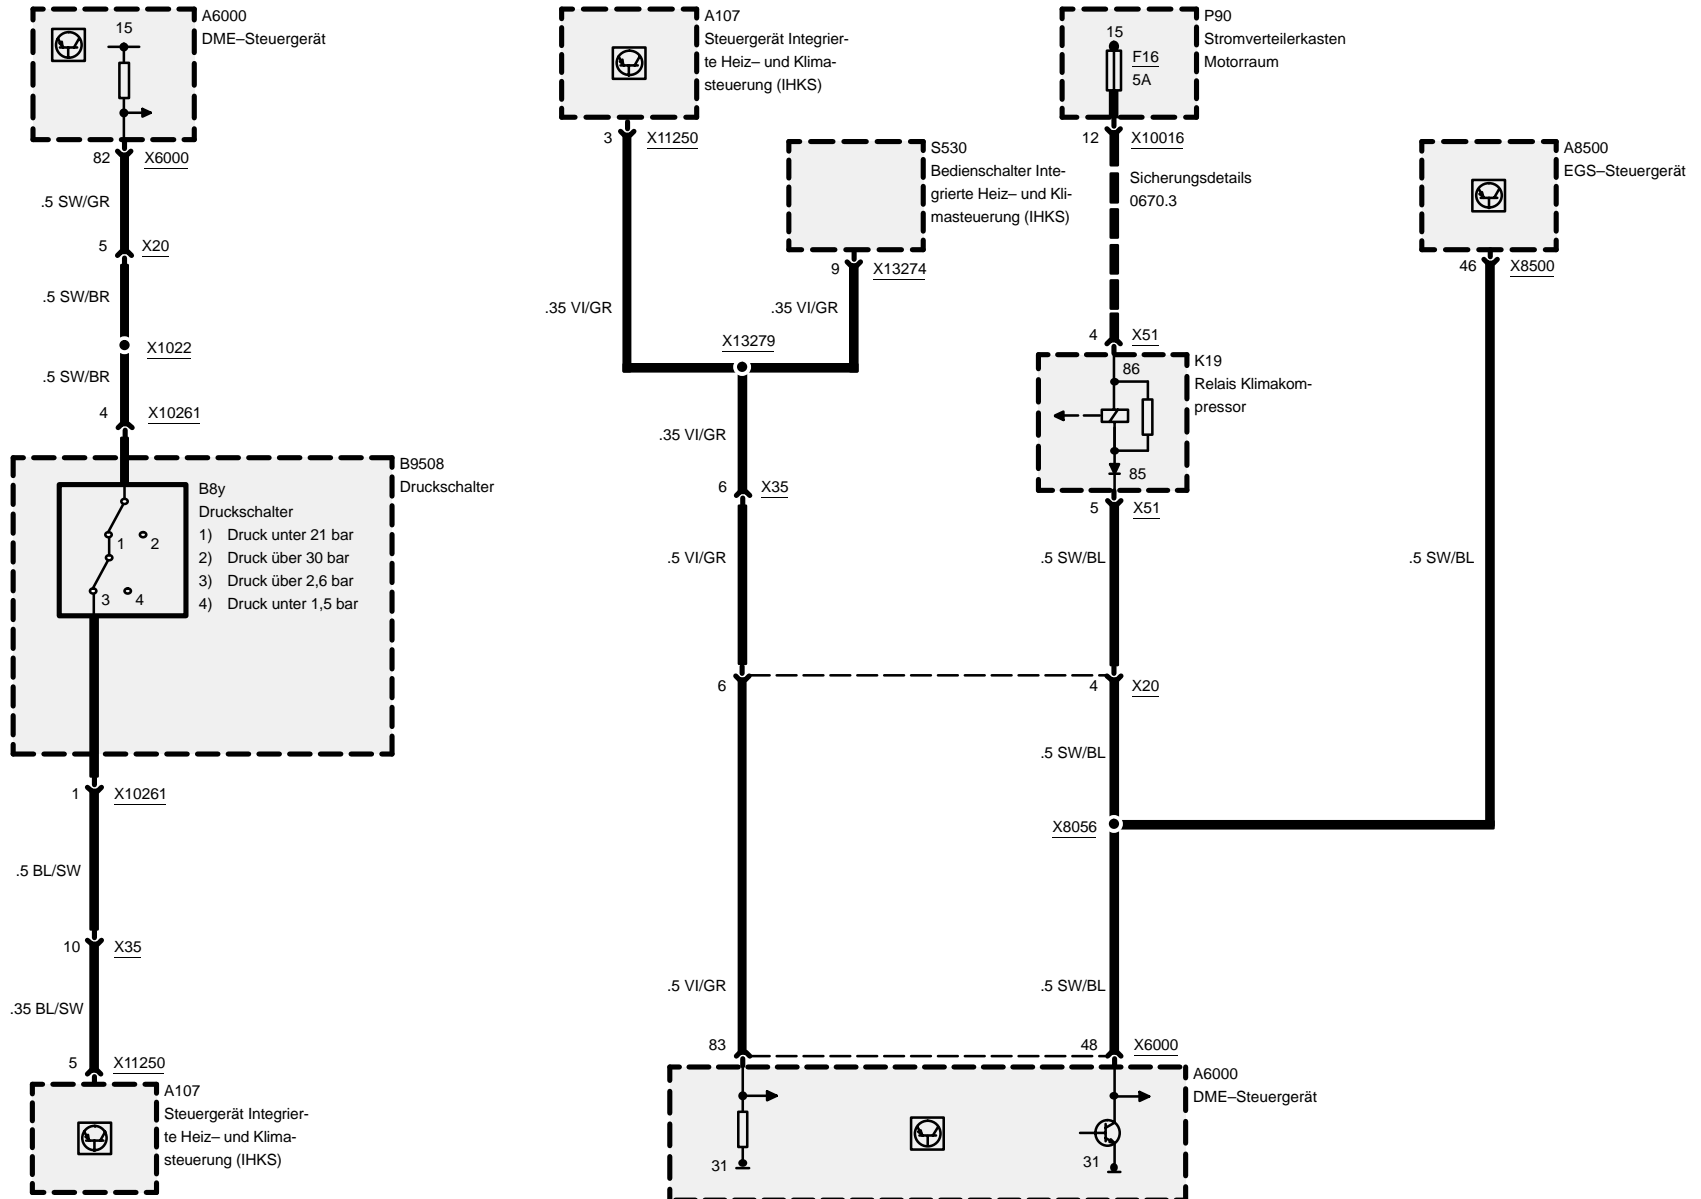 A6000
DME–Steuergerät
15
82
X6000
.5 SW/GR
5
X20
.5 SW/BR
X1022
.5 SW/BR
4
X10261
B9508
Druckschalter
B8y
Druckschalter
1) Druck unter 21 bar
2) Druck über 30 bar
3) Druck über 2,6 bar
4) Druck unter 1,5 bar
1
2
3
4
1
X10261
.5 BL/SW
10
X35
.35 BL/SW
5
X11250
A107
Steuergerät Integrier-
te Heiz– und Klima-
steuerung (IHKS)
A107
Steuergerät Integrier-
te Heiz– und Klima-
steuerung (IHKS)
3
X11250
S530
Bedienschalter Inte-
grierte Heiz– und Kli-
masteuerung (IHKS)
9
X13274
.35 VI/GR
.35 VI/GR
X13279
.35 VI/GR
6
X35
.5 VI/GR
6
.5 VI/GR
83
P90
Stromverteilerkasten
Motorraum
15
F16
5A
12
X10016
Sicherungsdetails
0670.3
4
X51
K19
Relais Klimakom-
pressor
86
85
5
X51
.5 SW/BL
4
X20
.5 SW/BL
X8056
.5 SW/BL
48
X6000
A6000
DME–Steuergerät
31
31
A8500
EGS–Steuergerät
46
X8500
.5 SW/BL